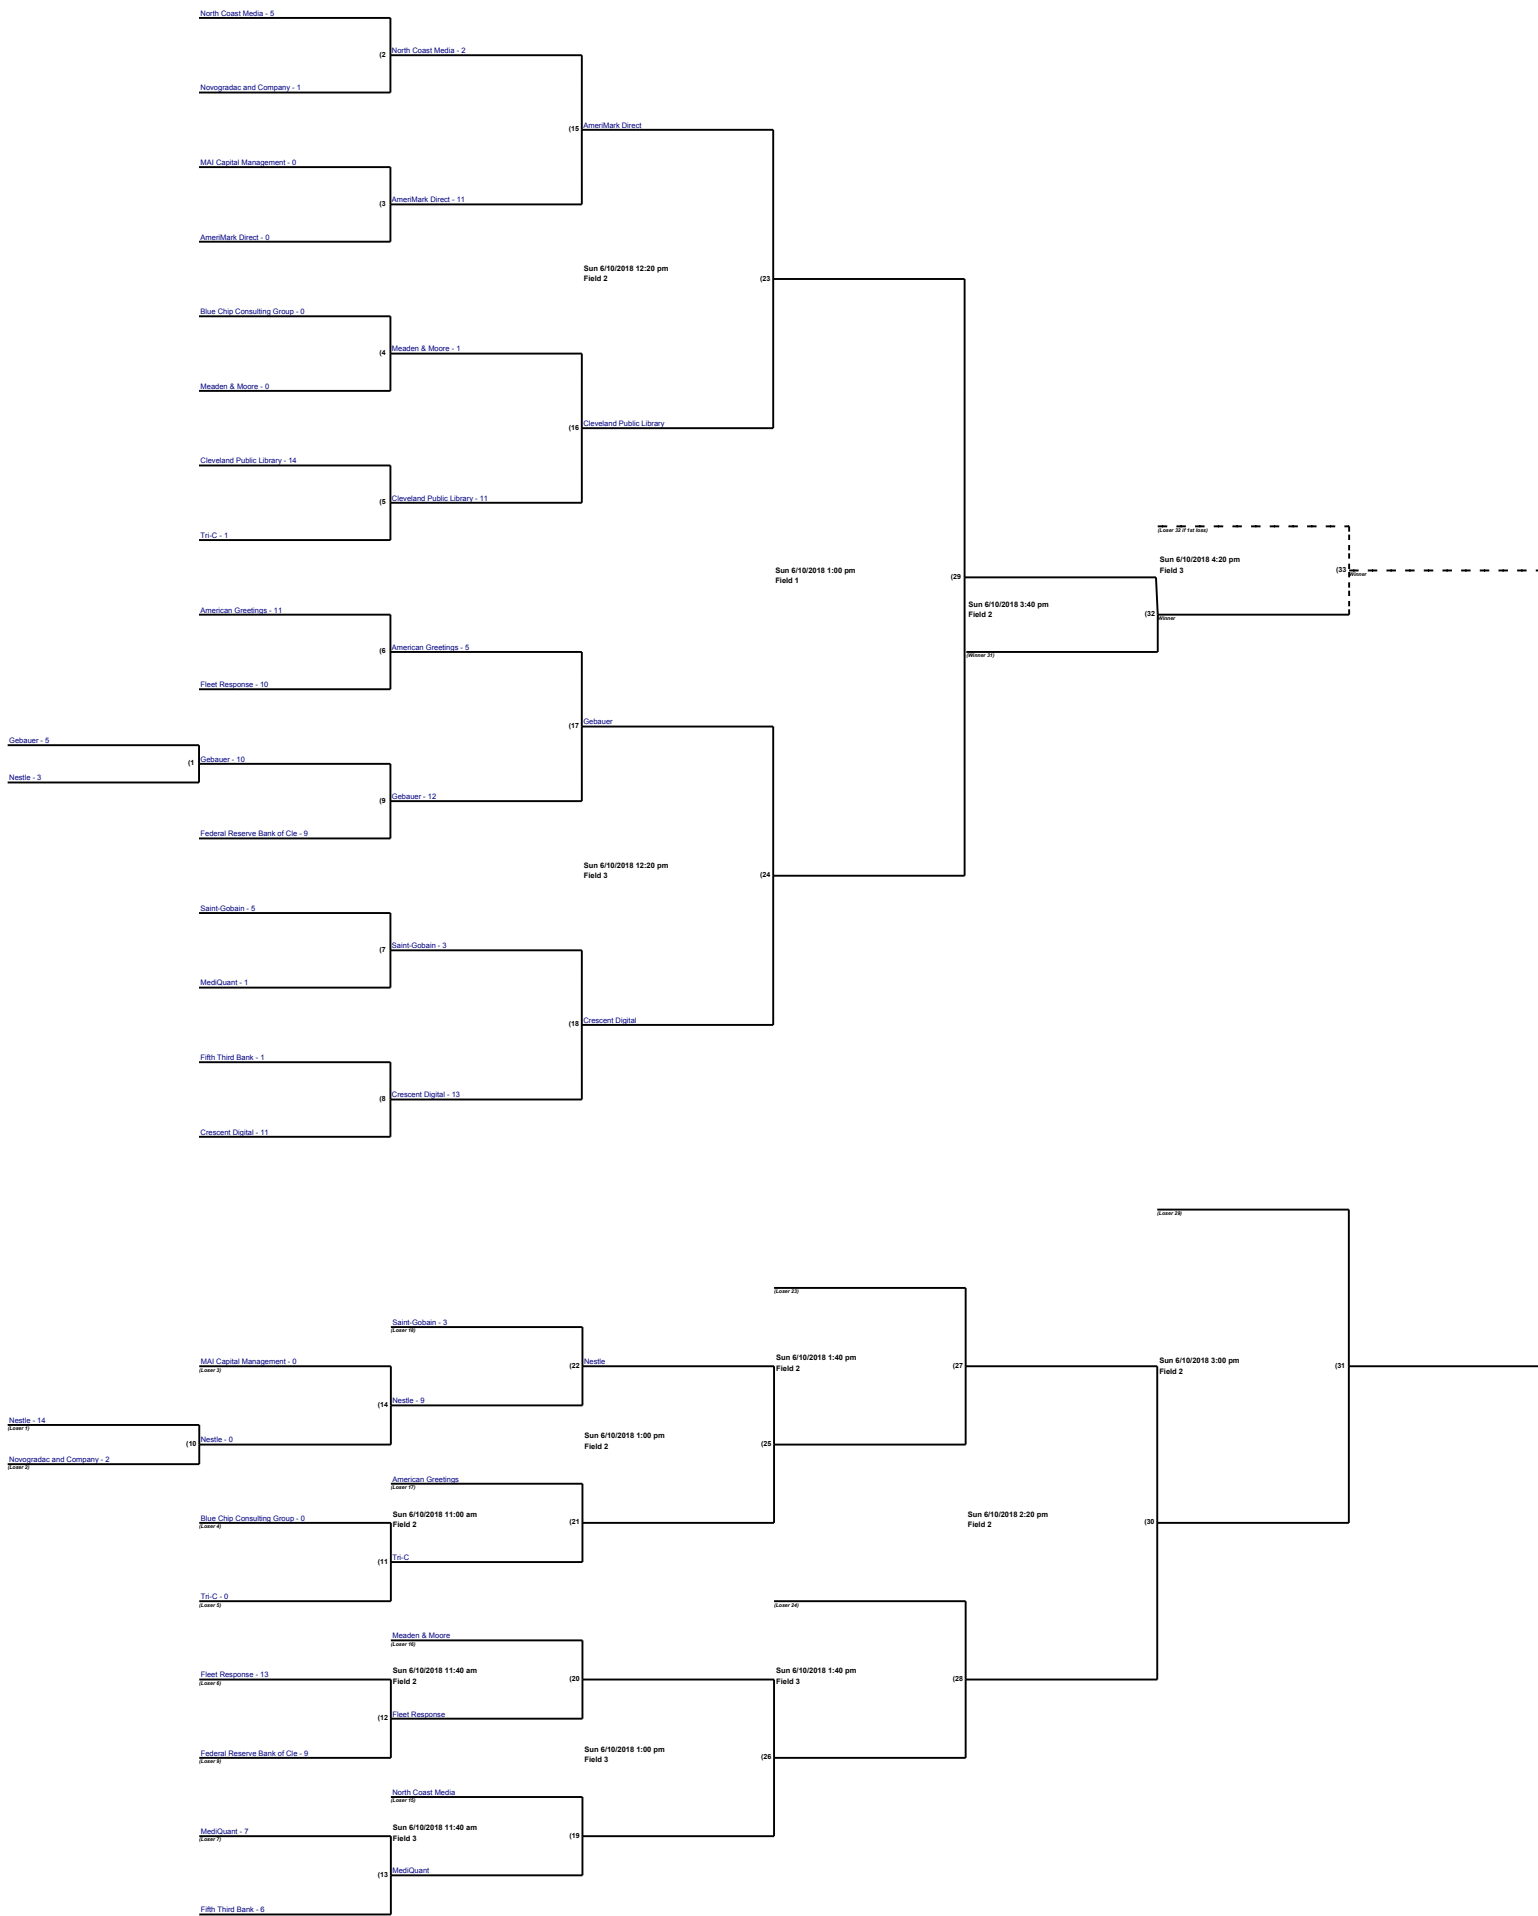 North Coast Media - 5
(2
North Coast Media - 2
Novogradac and Company - 1
(15
AmeriMark Direct
MAI Capital Management - 0
(3
AmeriMark Direct - 11
AmeriMark Direct - 0
Sun 6/10/2018 12:20 pm
Field 2
(23
Blue Chip Consulting Group - 0
(4
Meaden & Moore - 1
Meaden & Moore - 0
(16
Cleveland Public Library
Cleveland Public Library - 14
(5
Cleveland Public Library - 11
Tri-C - 1
(Loser 32 if 1st loss)
Sun 6/10/2018 4:20 pm
Field 3
(33
Winner
Sun 6/10/2018 1:00 pm
Field 1
(29
Sun 6/10/2018 3:40 pm
Field 2
(32
Winner
(Winner 31)
American Greetings - 11
(6
American Greetings - 5
Fleet Response - 10
(17
Gebauer
Gebauer - 5
(1
Gebauer - 10
Nestle - 3
(9
Gebauer - 12
Federal Reserve Bank of Cle - 9
Sun 6/10/2018 12:20 pm
Field 3
(24
Saint-Gobain - 5
(7
Saint-Gobain - 3
MediQuant - 1
(18
Crescent Digital
Fifth Third Bank - 1
(8
Crescent Digital - 13
Crescent Digital - 11
(Loser 29)
(Loser 23)
Saint-Gobain - 3
(Loser 18)
MAI Capital Management - 0
(Loser 3)
(22
Nestle
Sun 6/10/2018 1:40 pm
Field 2
(27
Sun 6/10/2018 3:00 pm
Field 2
(31
(14
Nestle - 9
Nestle - 14
(Loser 1)
(10
Nestle - 0
Novogradac and Company - 2
(Loser 2)
Sun 6/10/2018 1:00 pm
Field 2
(25
American Greetings
(Loser 17)
Blue Chip Consulting Group - 0
(Loser 4)
Sun 6/10/2018 11:00 am
Field 2
(21
Sun 6/10/2018 2:20 pm
Field 2
(30
(11
Tri-C
Tri-C - 0
(Loser 5)
(Loser 24)
Meaden & Moore
(Loser 16)
Fleet Response - 13
(Loser 6)
Sun 6/10/2018 11:40 am
Field 2
(20
Sun 6/10/2018 1:40 pm
Field 3
(28
(12
Fleet Response
Federal Reserve Bank of Cle - 9
(Loser 9)
Sun 6/10/2018 1:00 pm
Field 3
(26
North Coast Media
(Loser 15)
MediQuant - 7
(Loser 7)
Sun 6/10/2018 11:40 am
Field 3
(19
(13
MediQuant
Fifth Third Bank - 6